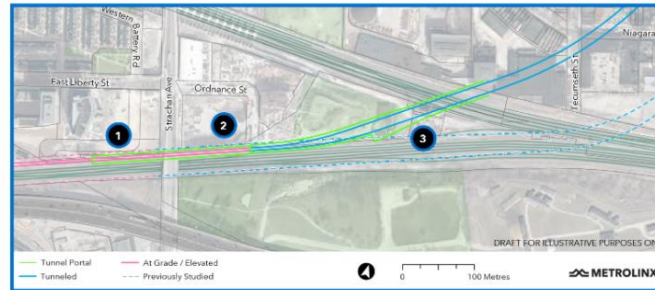 Western Battery Rd
Strachan Ave
East Liberty St
Ordnance St
Niagara
Tecumseth St
1
2
3
DRAFT FOR ILLUSTRATIVE PURPOSES ON
Tunnel Portal
At Grade / Elevated
Tunneled
Previously Studied
0
100 Metres
METROLINX